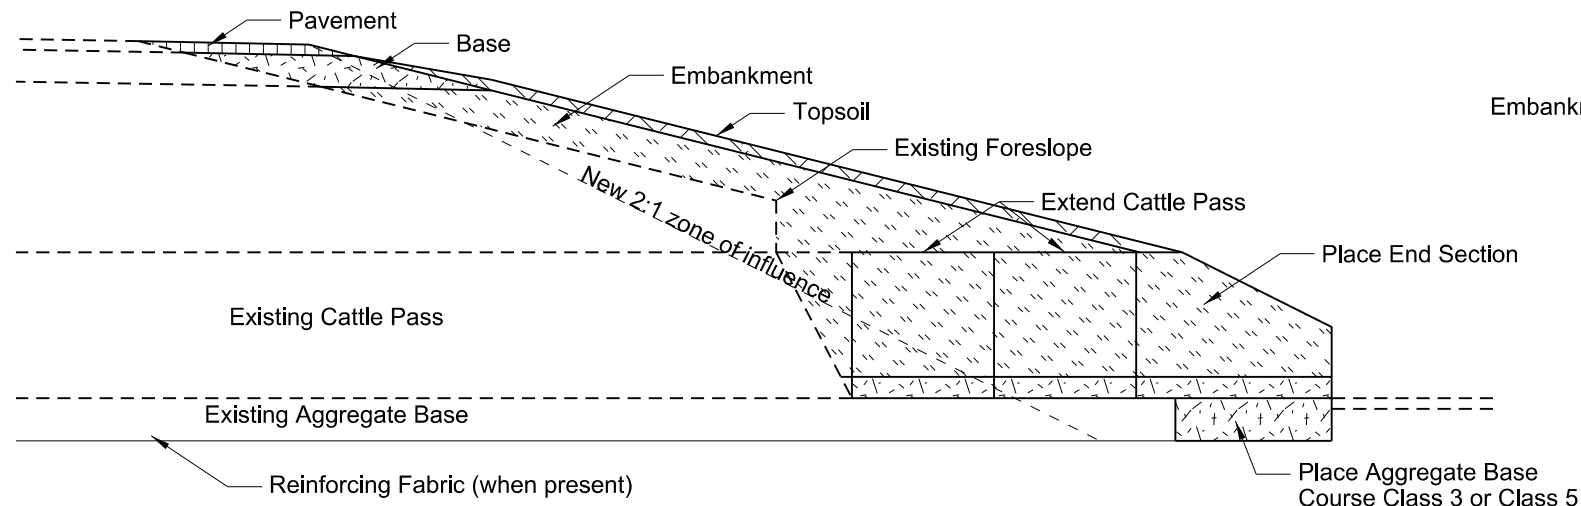 Pavement
Base
Embankment
Topsoil
Existing Foreslope
Extend Cattle Pass
Place End Section
New 2:1 zone of influence
Existing Cattle Pass
Existing Aggregate Base
Reinforcing Fabric (when present)
Place Aggregate Base
Course Class 3 or Class 5